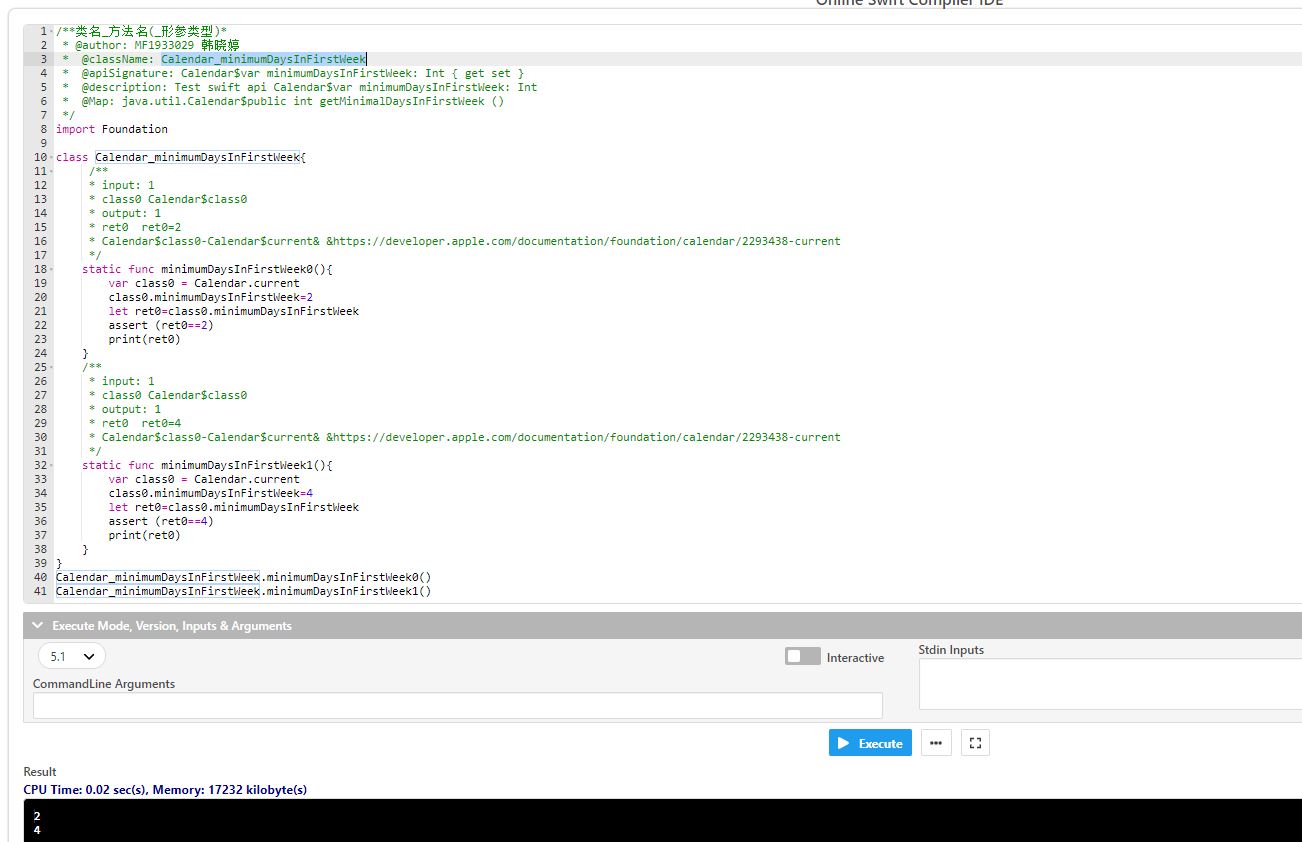 Online Swift Compiler IDE
1 /**类名_方法名(_形参类型)*
2 * @author: MF1933029 韩晓婷
3 *  @className: Calendar_minimumDaysInFirstWeek
4 *  @apiSignature: Calendar$var minimumDaysInFirstWeek: Int { get set }
5 *  @description: Test swift api Calendar$var minimumDaysInFirstWeek: Int
6 *  @Map: java.util.Calendar$public int getMinimalDaysInFirstWeek ()
7 */
8 import Foundation
9
10 class Calendar_minimumDaysInFirstWeek{
11 /**
12 * input: 1
13 * class0 Calendar$class0
14 * output: 1
15 * ret0  ret0=2
16 * Calendar$class0-Calendar$current& &https://developer.apple.com/documentation/foundation/calendar/2293438-current
17 */
18 static func minimumDaysInFirstWeek0(){
19 var class0 = Calendar.current
20 class0.minimumDaysInFirstWeek=2
21 let ret0=class0.minimumDaysInFirstWeek
22 assert (ret0==2)
23 print(ret0)
24 }
25 /**
26 * input: 1
27 * class0 Calendar$class0
28 * output: 1
29 * ret0  ret0=4
30 * Calendar$class0-Calendar$current& &https://developer.apple.com/documentation/foundation/calendar/2293438-current
31 */
32 static func minimumDaysInFirstWeek1(){
33 var class0 = Calendar.current
34 class0.minimumDaysInFirstWeek=4
35 let ret0=class0.minimumDaysInFirstWeek
36 assert (ret0==4)
37 print(ret0)
38 }
39 }
40 Calendar_minimumDaysInFirstWeek.minimumDaysInFirstWeek0()
41 Calendar_minimumDaysInFirstWeek.minimumDaysInFirstWeek1()
Execute Mode, Version, Inputs & Arguments
5.1
Interactive
Stdin Inputs
CommandLine Arguments
Execute
•••
Result
CPU Time: 0.02 sec(s), Memory: 17232 kilobyte(s)
2
4